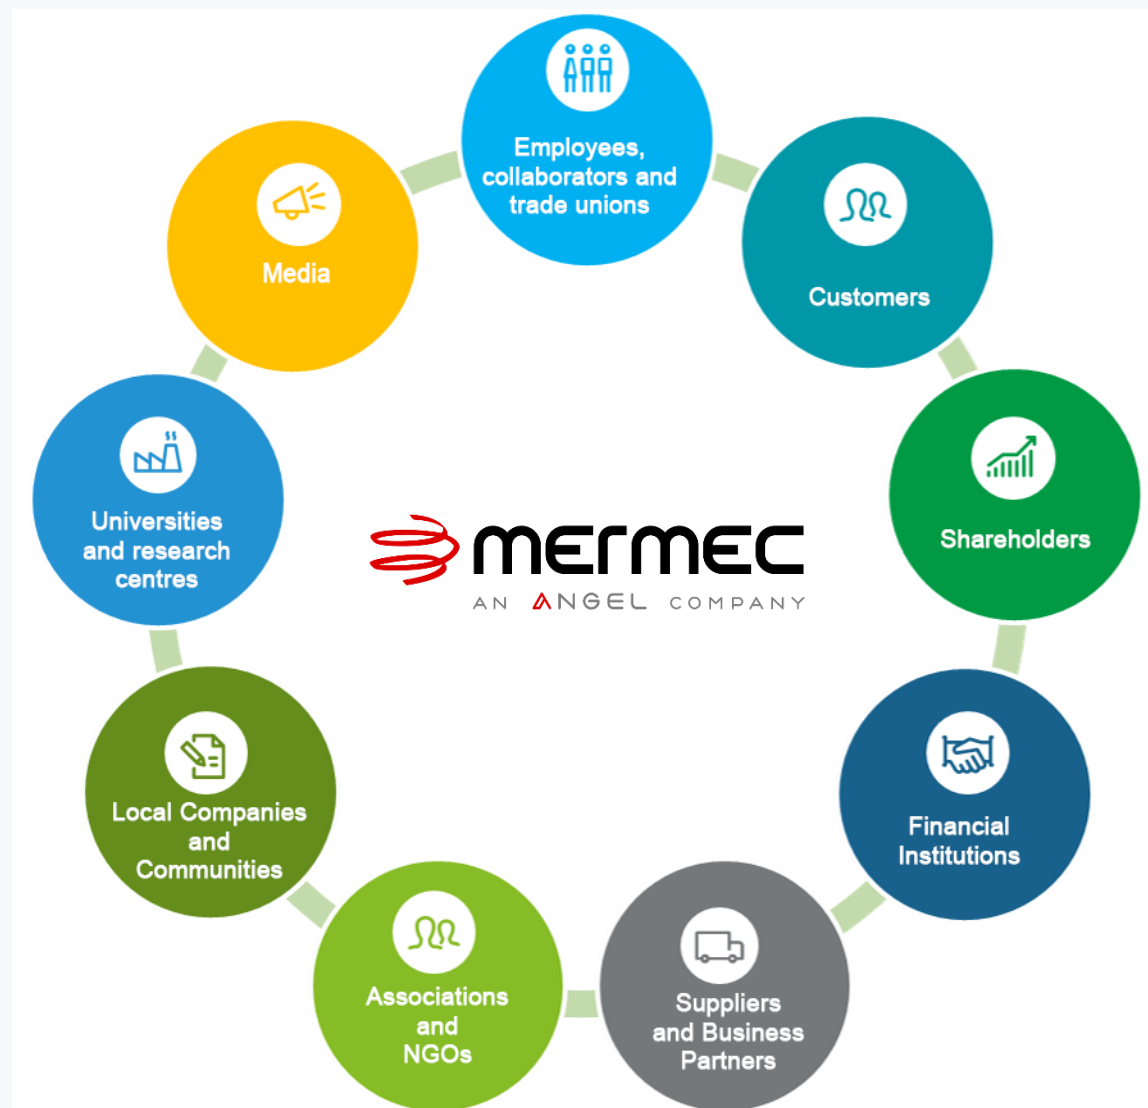 Employees,
collaborators and
trade unions
Customers
Shareholders
Financial
Institutions
Suppliers
and Business
Partners
Associations
and
NGOs
Local Companies
and
Communities
Universities
and research
centres
Media
mermec
AN ANGEL COMPANY